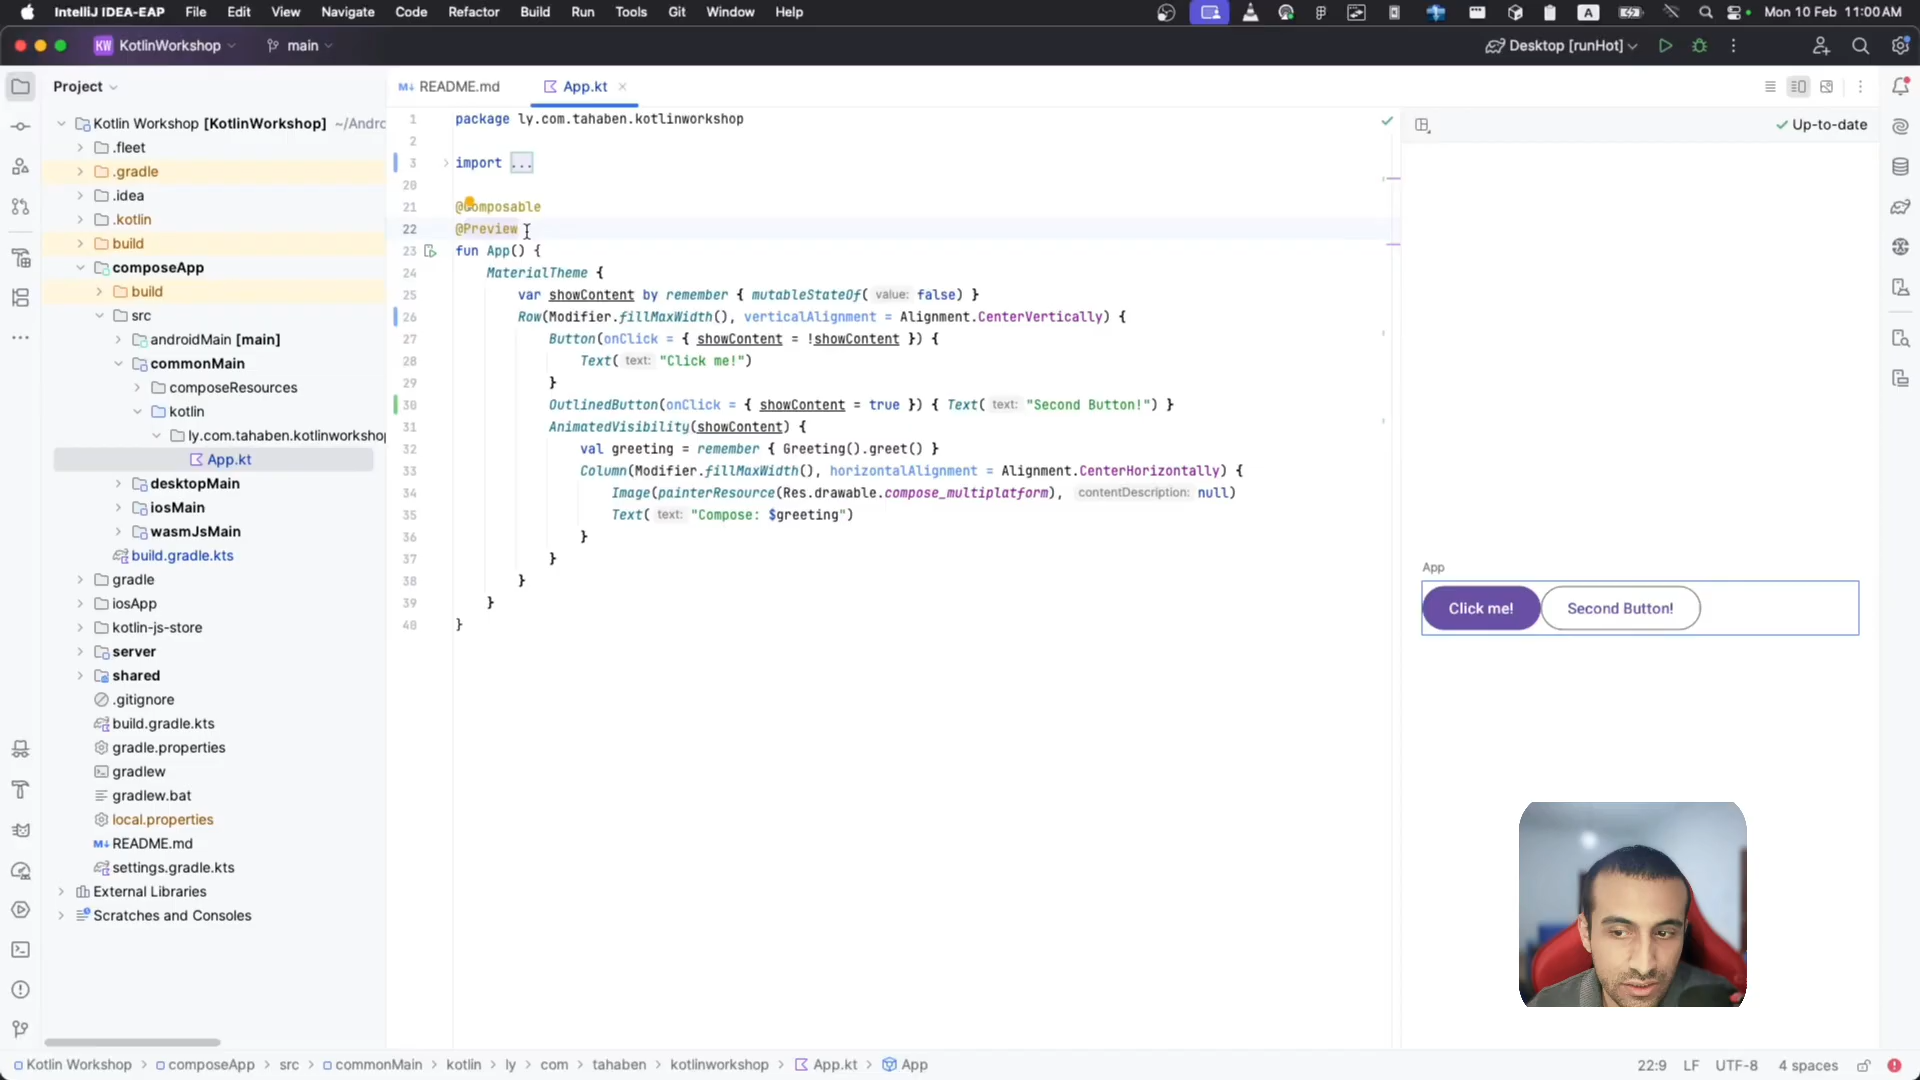 IntelliJ IDEA-EAP File Edit View Navigate Code Refactor Build Run Tools Git Window Help
A
Mon 10 Feb 11:00 AM
KW KotlinWorkshop main Desktop [runHot]
Project
M↓ README.md App.kt
Kotlin Workshop [KotlinWorkshop] ~/Andro
.fleet
.gradle
.idea
.kotlin
build
composeApp
build
src
androidMain [main]
commonMain
composeResources
kotlin
ly.com.tahaben.kotlinworkshop
App.kt
desktopMain
iosMain
wasmJsMain
build.gradle.kts
gradle
iosApp
kotlin-js-store
server
shared
.gitignore
build.gradle.kts
gradle.properties
gradlew
gradlew.bat
local.properties
M↓ README.md
settings.gradle.kts
External Libraries
Scratches and Consoles
1 package ly.com.tahaben.kotlinworkshop
2
3 import ...
20
21 @Composable
22 @Preview
23 fun App() {
24 MaterialTheme {
25 var showContent by remember { mutableStateOf( value: false) }
26 Row(Modifier.fillMaxWidth(), verticalAlignment = Alignment.CenterVertically) {
27 Button(onClick = { showContent = !showContent }) {
28 Text( text: "Click me!")
29 }
30 OutlinedButton(onClick = { showContent = true }) { Text( text: "Second Button!") }
31 AnimatedVisibility(showContent) {
32 val greeting = remember { Greeting().greet() }
33 Column(Modifier.fillMaxWidth(), horizontalAlignment = Alignment.CenterHorizontally) {
34 Image(painterResource(Res.drawable.compose_multiplatform), contentDescription: null)
35 Text( text: "Compose: $greeting")
36 }
37 }
38 }
39 }
40 }
Up-to-date
App
Click me! Second Button!
Kotlin Workshop > composeApp > src > commonMain > kotlin > ly > com > tahaben > kotlinworkshop > App.kt > App
22:9 LF UTF-8 4 spaces